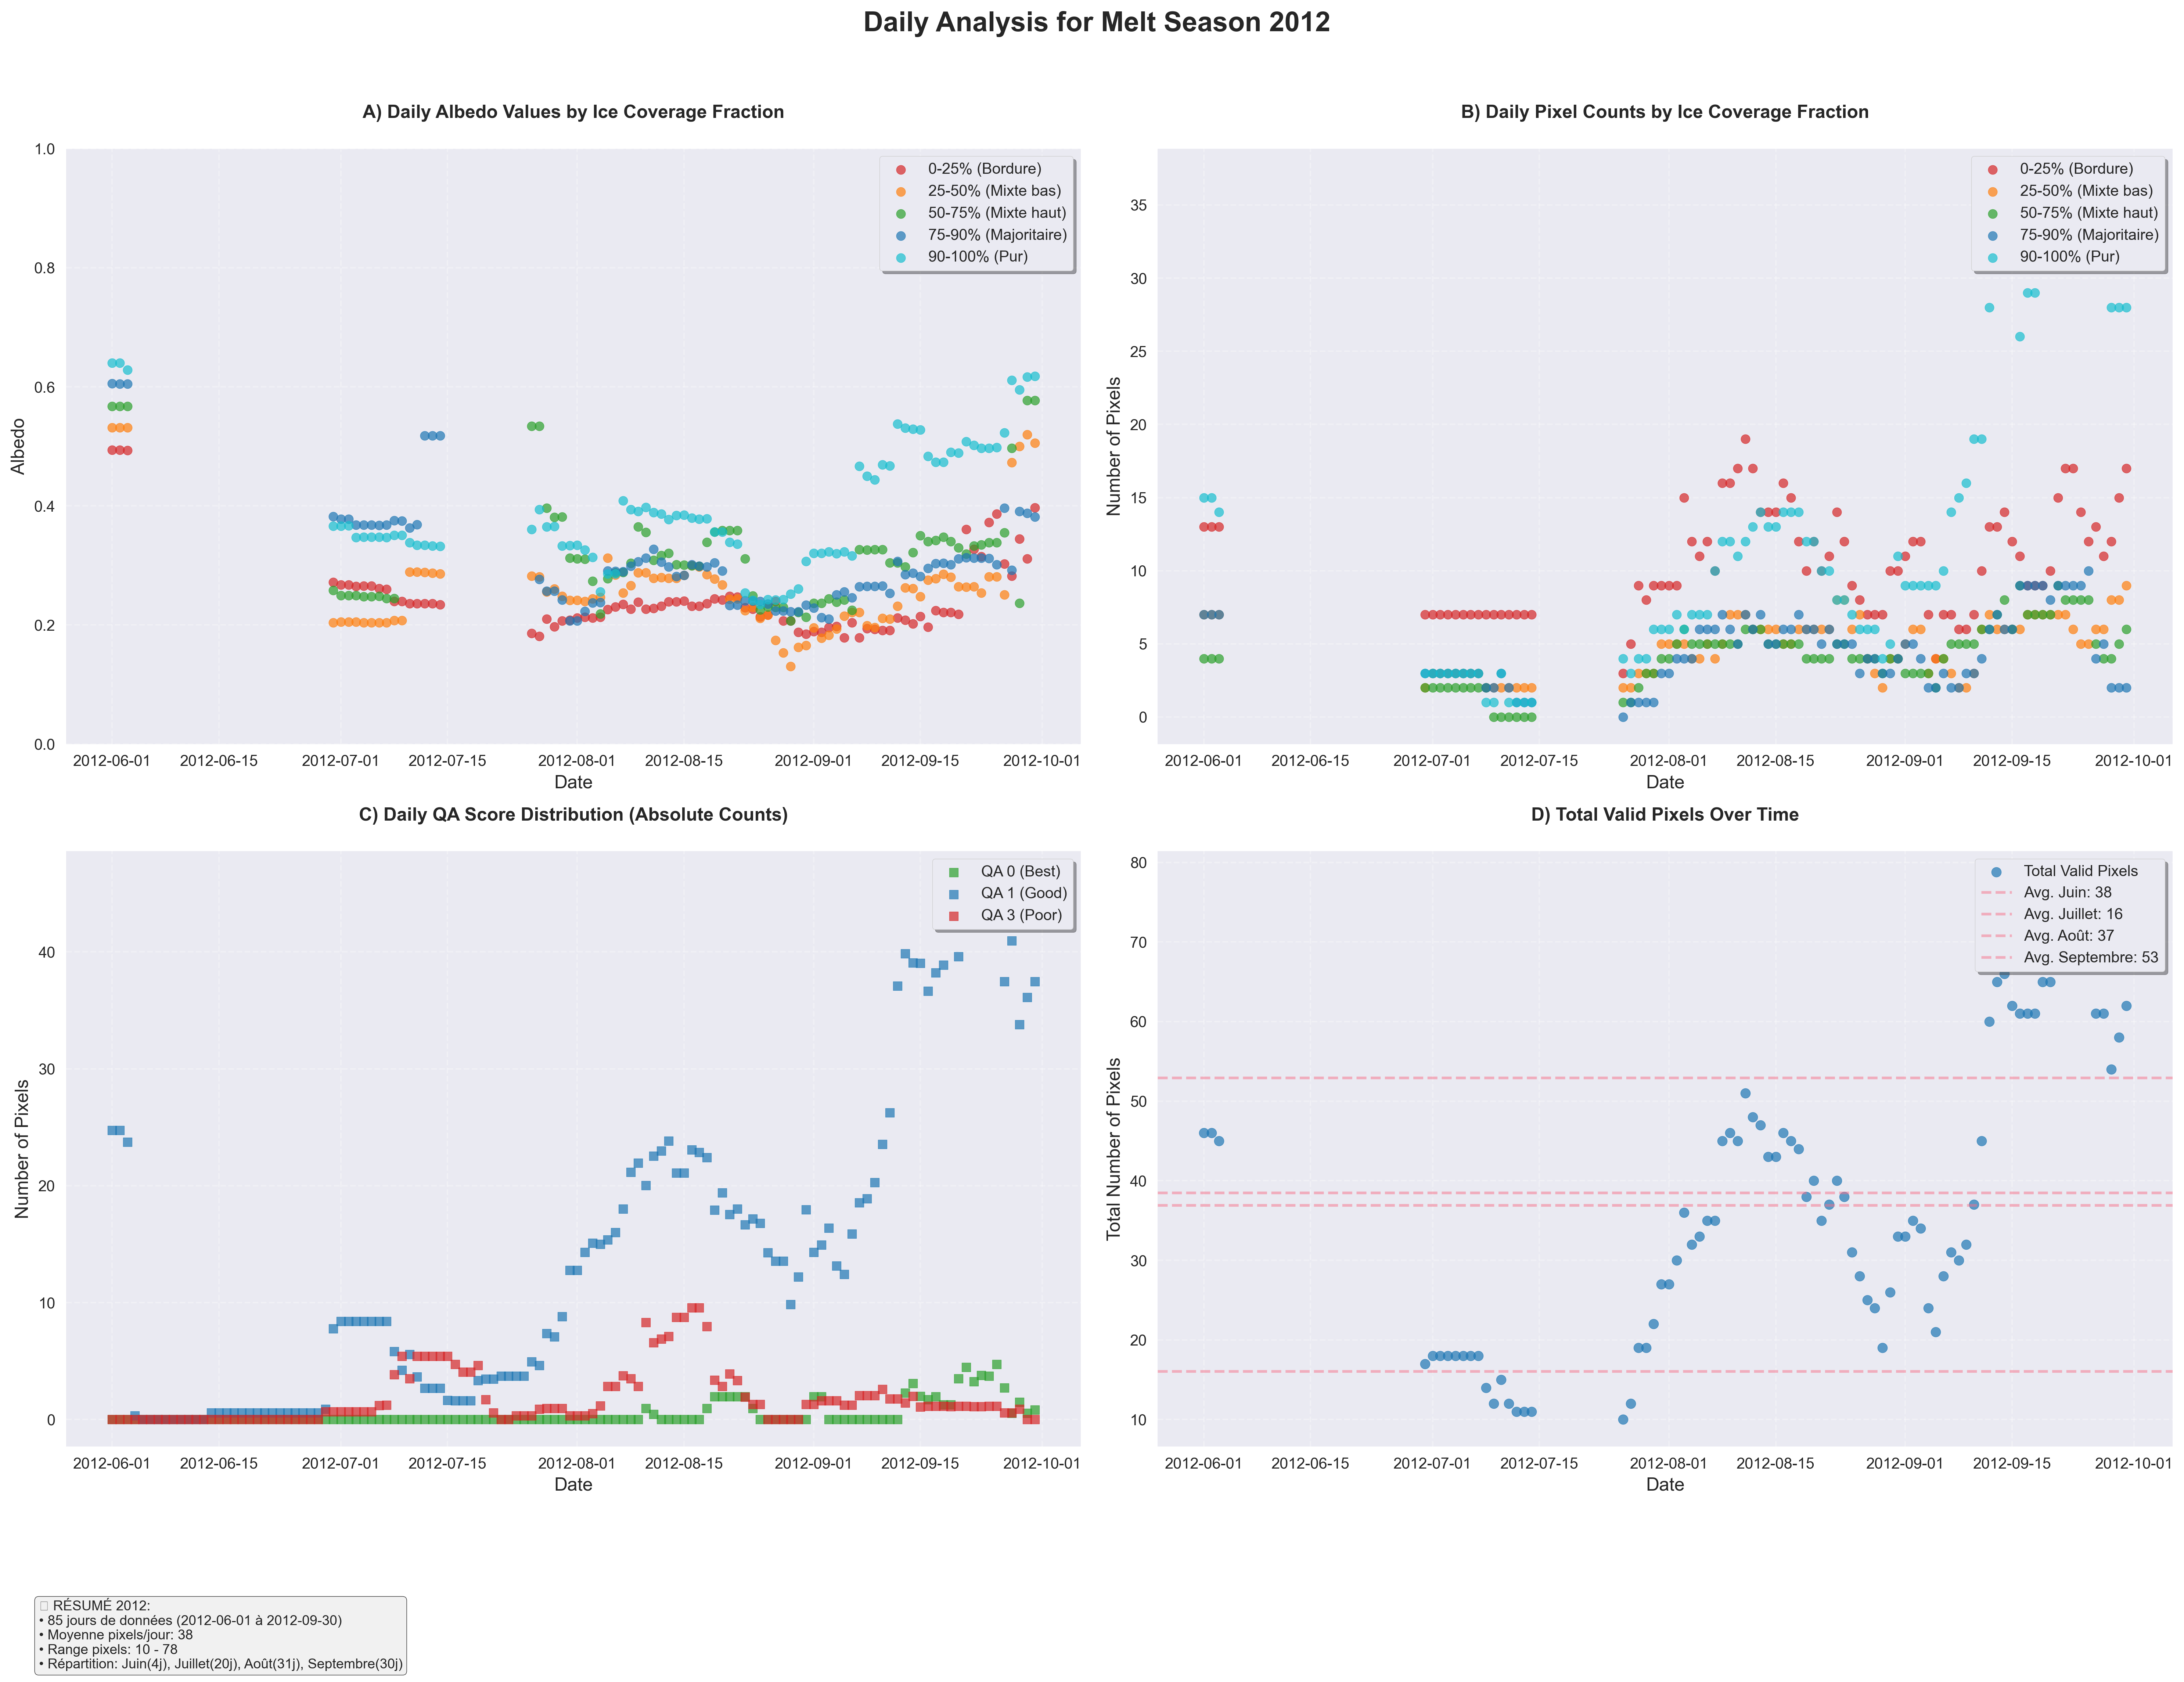 Daily Analysis for Melt Season 2012
A) Daily Albedo Values by Ice Coverage Fraction
1.0
0.8
0.6
0.4
0.2
0.0
Albedo
0-25% (Bordure)
25-50% (Mixte bas)
50-75% (Mixte haut)
75-90% (Majoritaire)
90-100% (Pur)
2012-06-01 2012-06-15 2012-07-01 2012-07-15 2012-08-01 2012-08-15 2012-09-01 2012-09-15 2012-10-01
Date
B) Daily Pixel Counts by Ice Coverage Fraction
35
30
25
20
15
10
5
0
Number of Pixels
0-25% (Bordure)
25-50% (Mixte bas)
50-75% (Mixte haut)
75-90% (Majoritaire)
90-100% (Pur)
2012-06-01 2012-06-15 2012-07-01 2012-07-15 2012-08-01 2012-08-15 2012-09-01 2012-09-15 2012-10-01
Date
C) Daily QA Score Distribution (Absolute Counts)
40
30
20
10
0
Number of Pixels
QA 0 (Best)
QA 1 (Good)
QA 3 (Poor)
2012-06-01 2012-06-15 2012-07-01 2012-07-15 2012-08-01 2012-08-15 2012-09-01 2012-09-15 2012-10-01
Date
D) Total Valid Pixels Over Time
80
70
60
50
40
30
20
10
Total Number of Pixels
Total Valid Pixels
Avg. Juin: 38
Avg. Juillet: 16
Avg. Août: 37
Avg. Septembre: 53
2012-06-01 2012-06-15 2012-07-01 2012-07-15 2012-08-01 2012-08-15 2012-09-01 2012-09-15 2012-10-01
Date
RÉSUMÉ 2012:
• 85 jours de données (2012-06-01 à 2012-09-30)
• Moyenne pixels/jour: 38
• Range pixels: 10 - 78
• Répartition: Juin(4j), Juillet(20j), Août(31j), Septembre(30j)